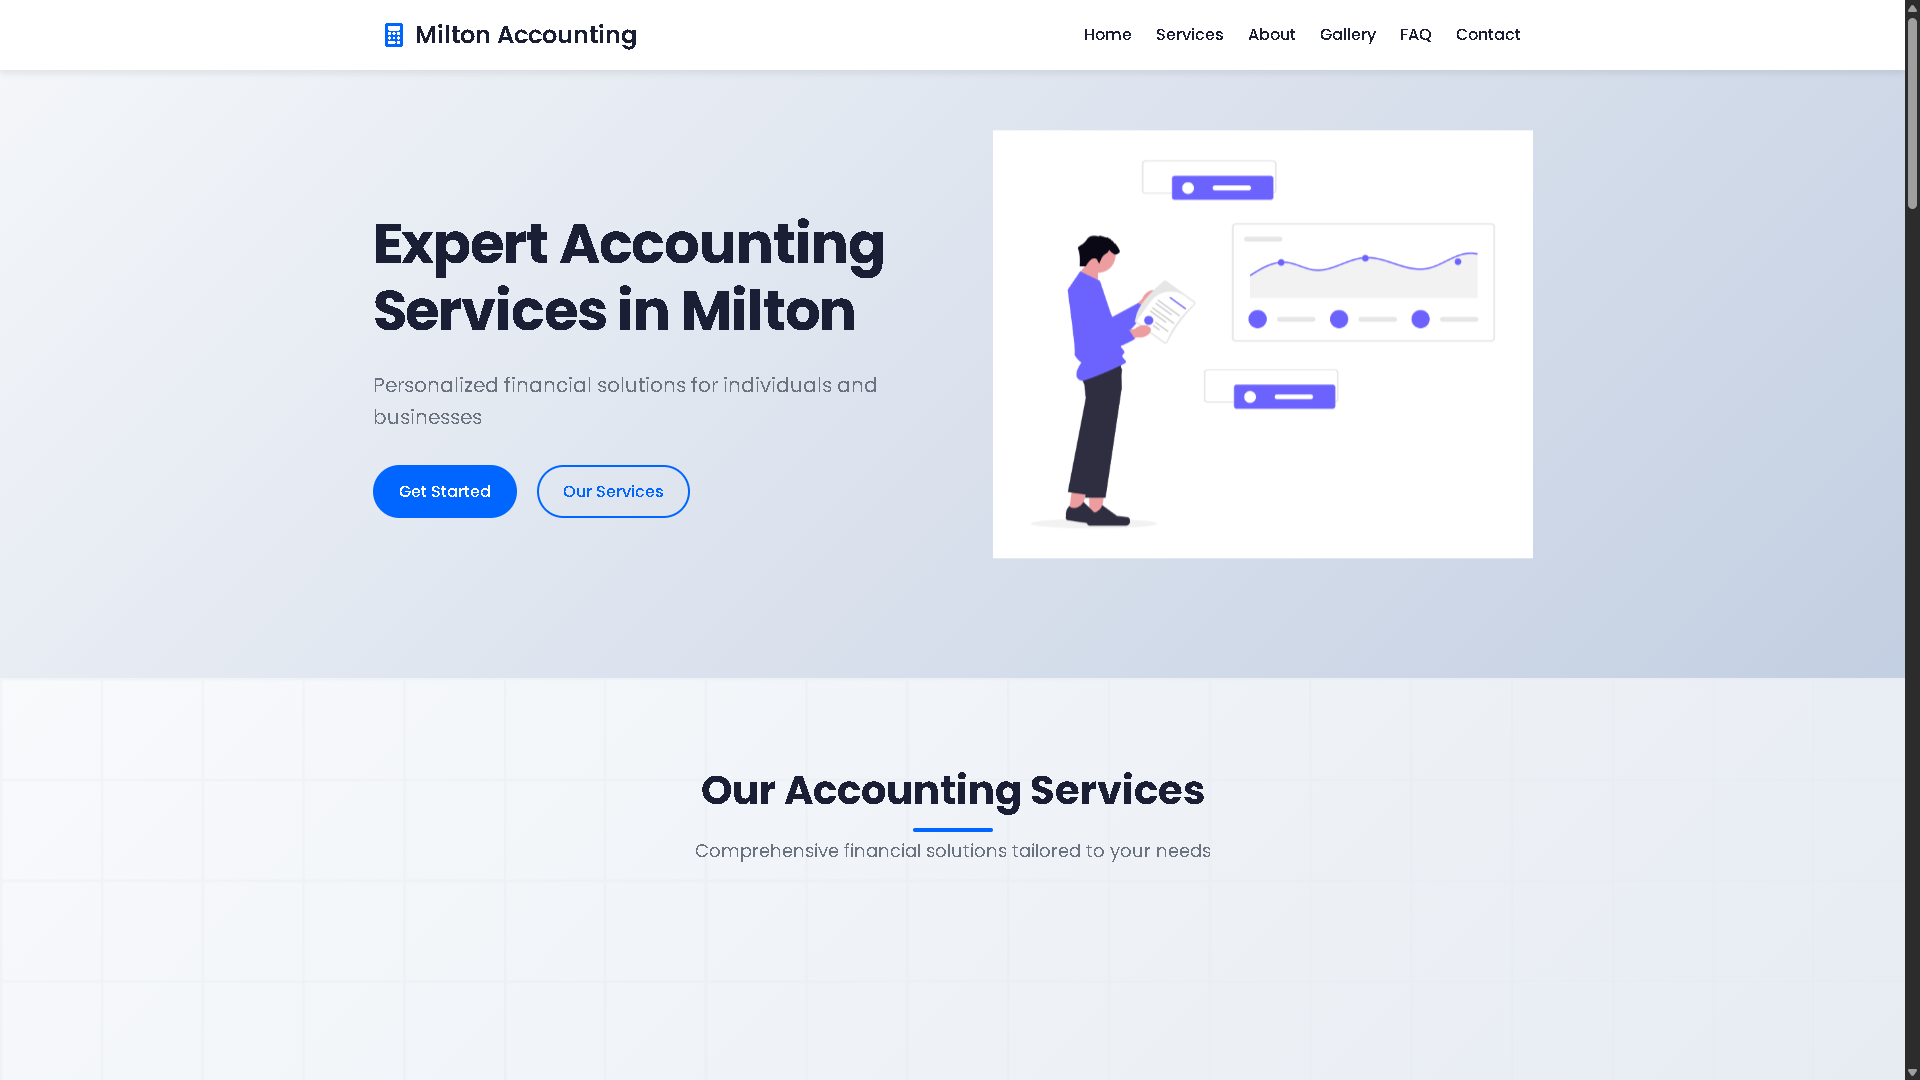 Milton Accounting
Home
Services
About
Gallery
FAQ
Contact
Expert Accounting
Services in Milton
Personalized financial solutions for individuals and
businesses
Get Started
Our Services
Our Accounting Services
Comprehensive financial solutions tailored to your needs